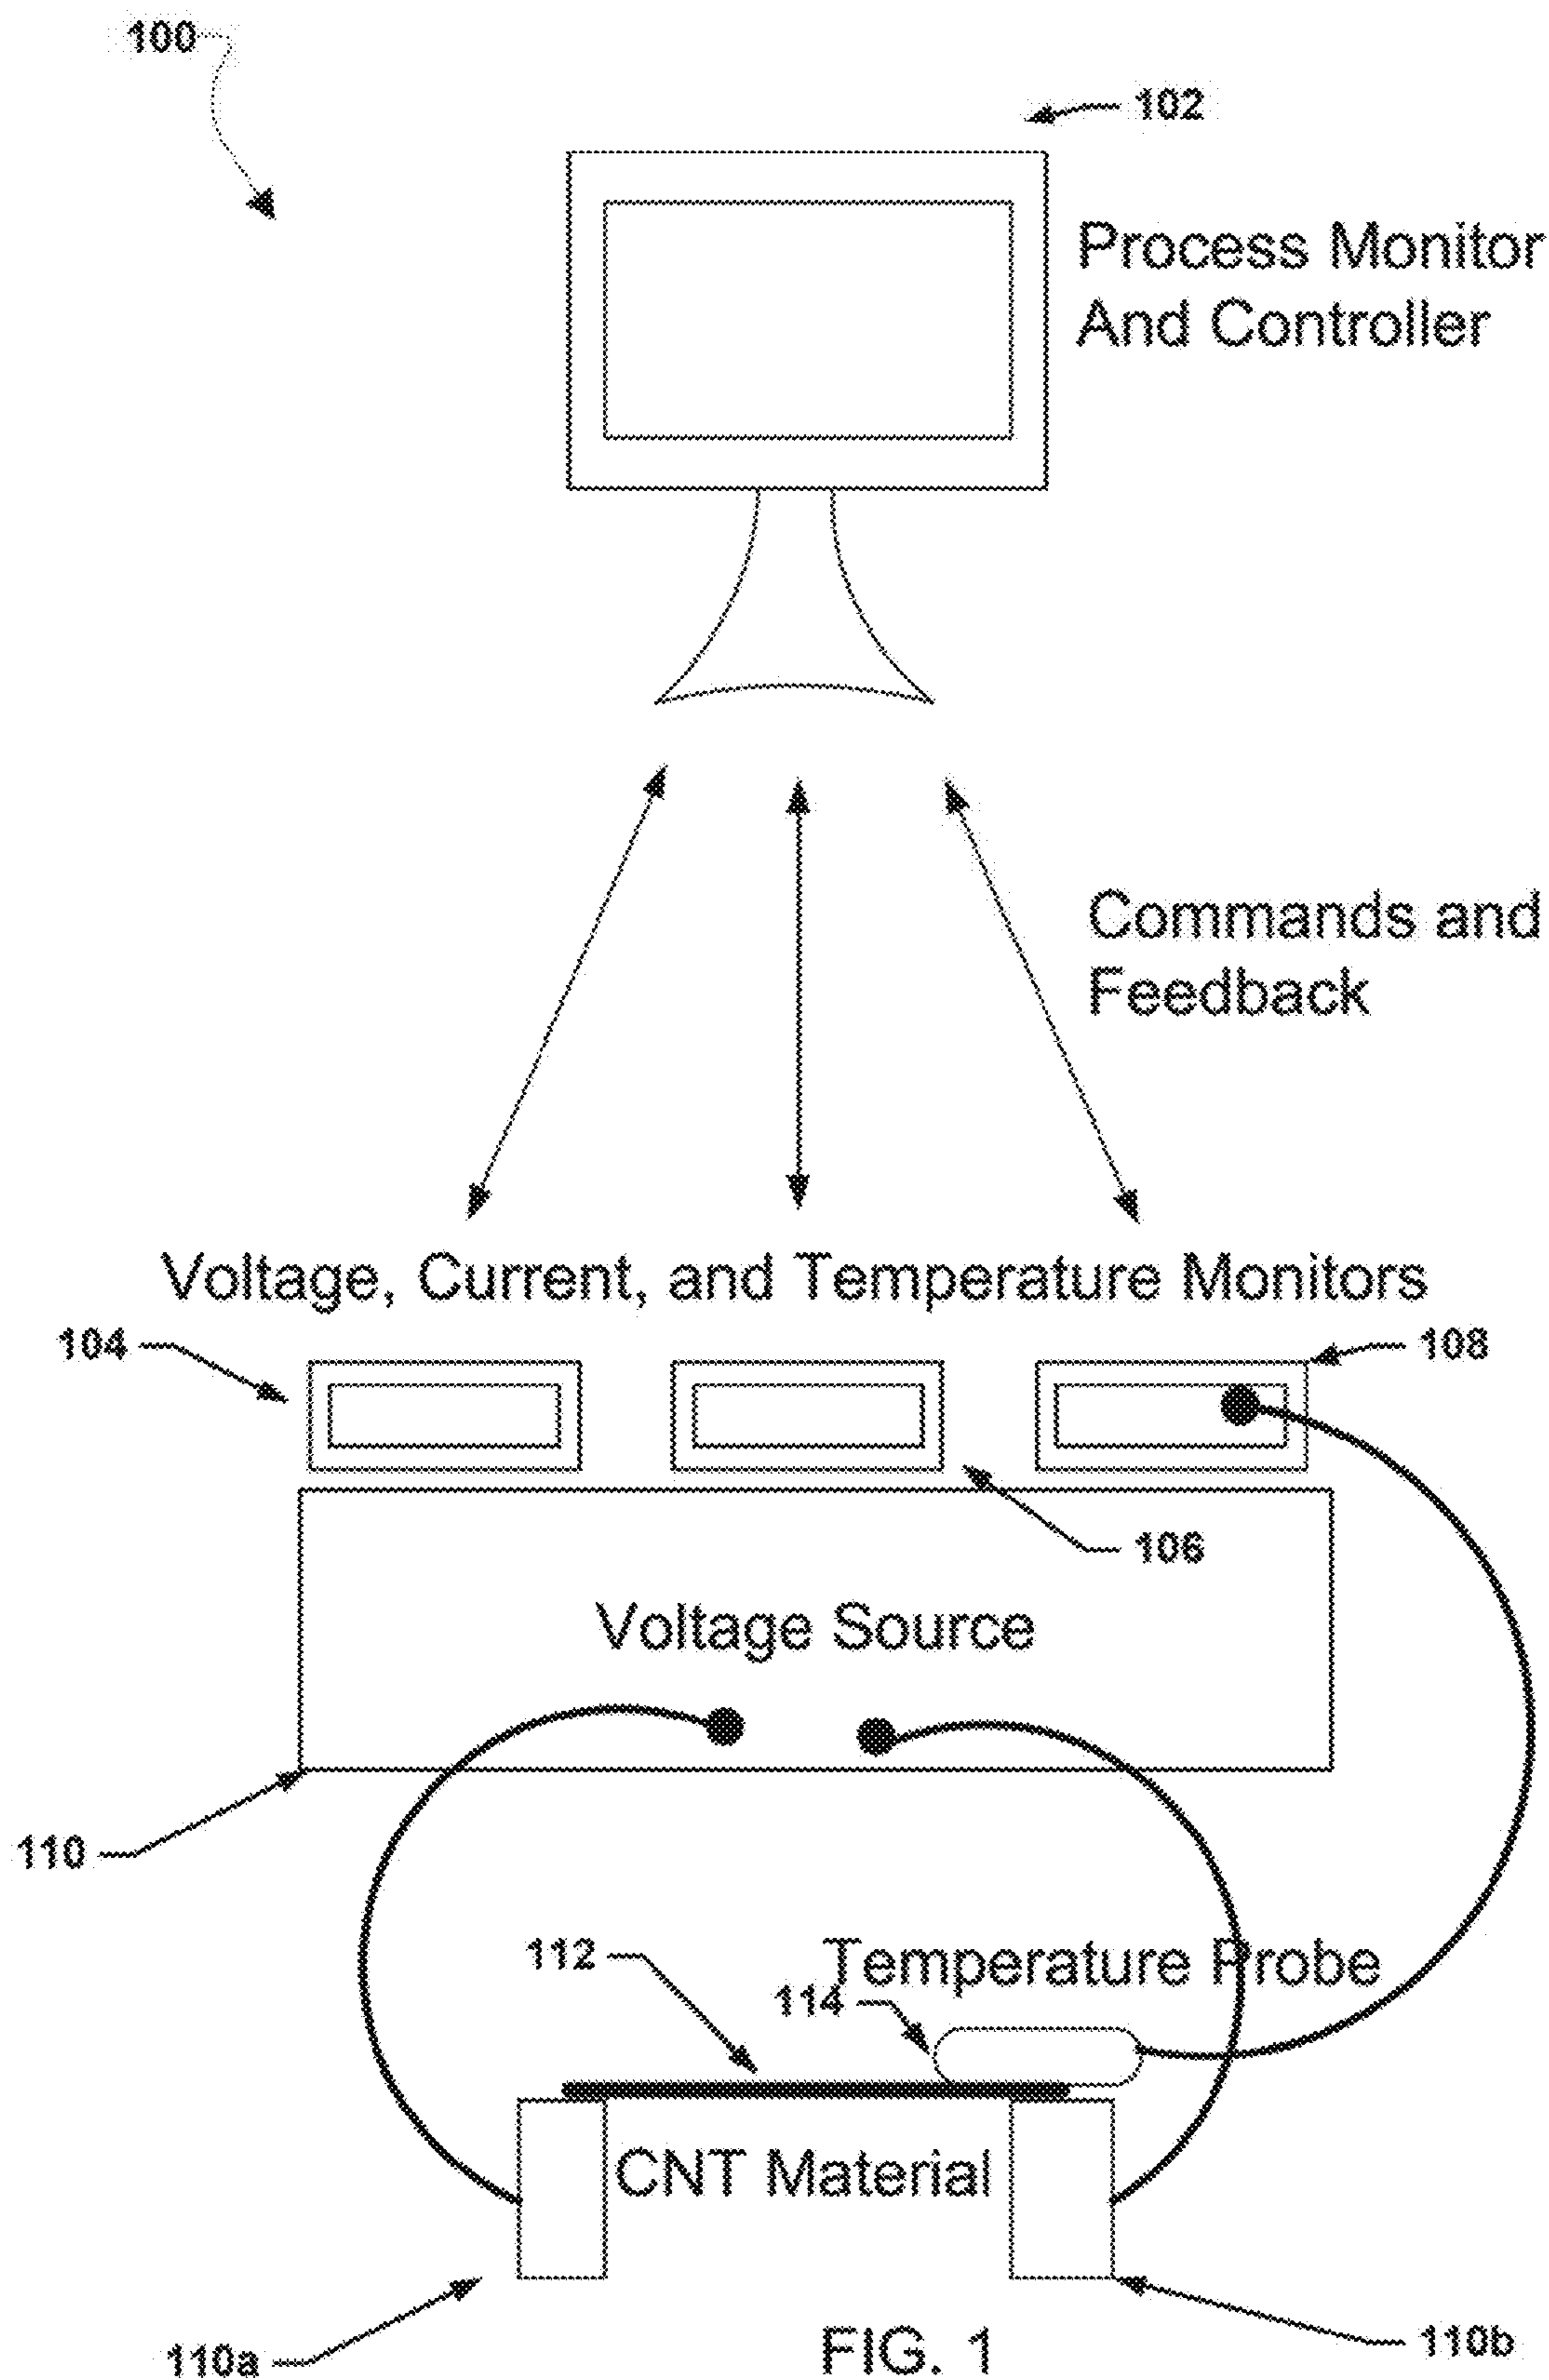 100
102
Process Monitor
And Controller
Commands and
Feedback
Voltage, Current, and Temperature Monitors
104
108
106
Voltage Source
110
112
Temperature Probe
114
CNT Material
110a
110b
FIG. 1